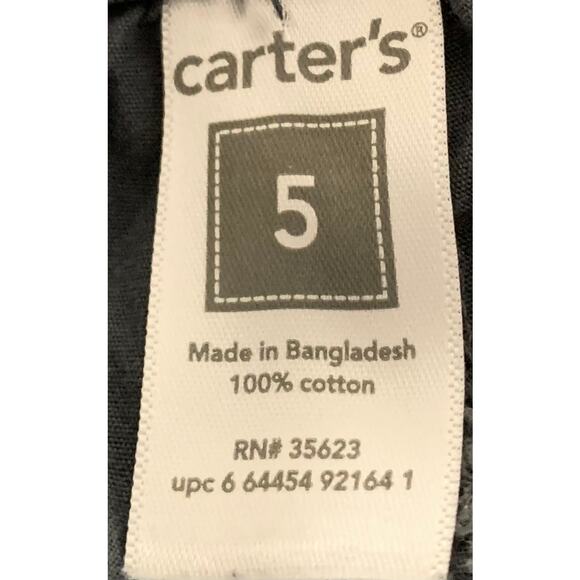 carter's®
5
Made in Bangladesh
100% cotton
RN# 35623
upc 6 64454 92164 1